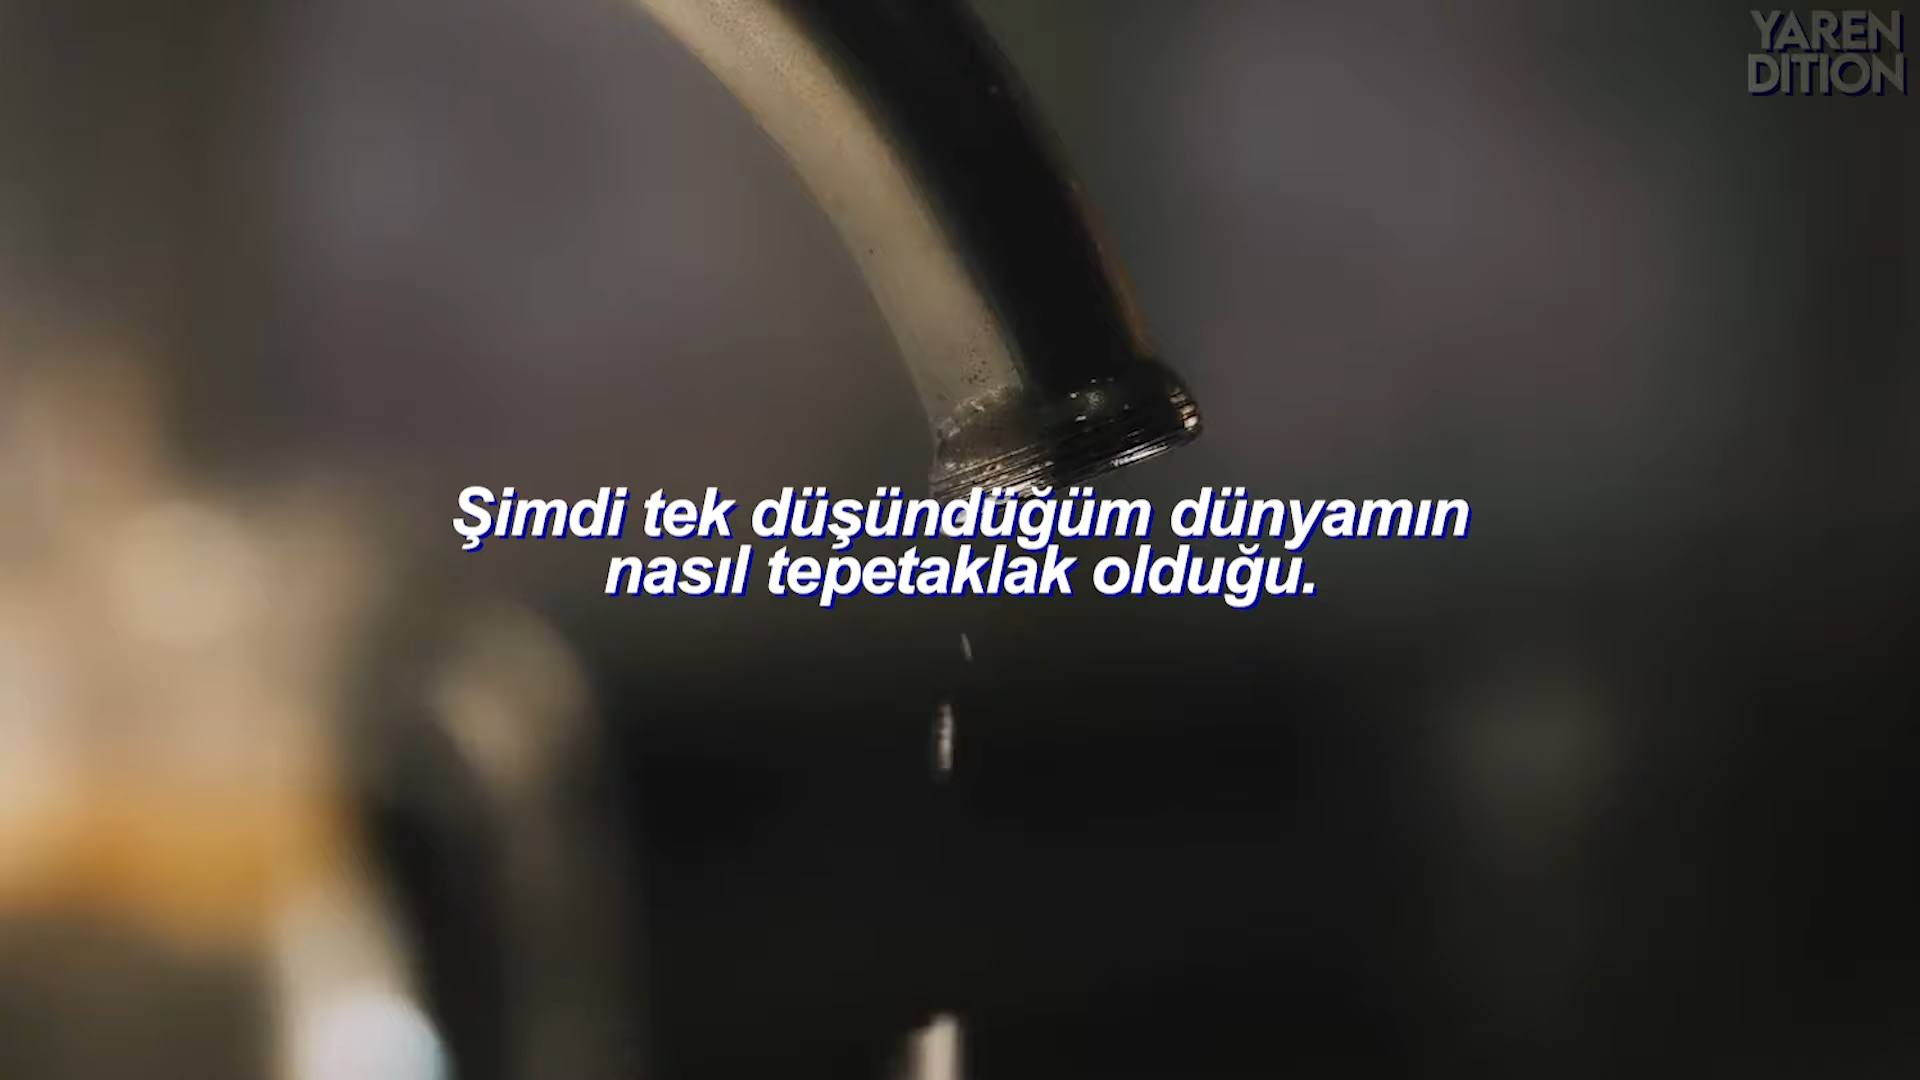 YAREN
DITION
Şimdi tek düşündüğüm dünyamın
nasıl tepetaklak olduğu.